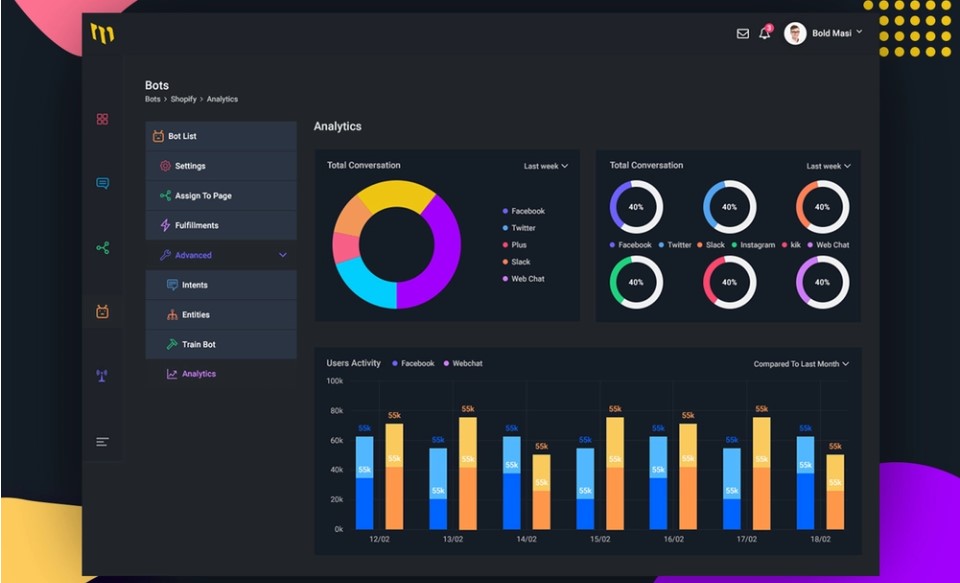 3
Bold Masi
Bots
Bots > Shopify > Analytics
Bot List
Settings
Assign To Page
Fulfillments
Advanced
Intents
Entities
Train Bot
Analytics
Analytics
Total Conversation
Last week
Facebook
Twitter
Plus
Slack
Web Chat
Total Conversation
Last week
40% 40% 40%
Facebook Twitter Slack Instagram kik Web Chat
40% 40% 40%
Users Activity Facebook Webchat Compared To Last Month
100k
80k
60k
40k
20k
0k
55k 55k 55k 55k 55k 55k 55k 55k 55k 55k 55k 55k 55k 55k
55k 55k 55k 55k 55k 55k 55k 55k 55k 55k 55k 55k 55k 55k
12/02 13/02 14/02 15/02 16/02 17/02 18/02